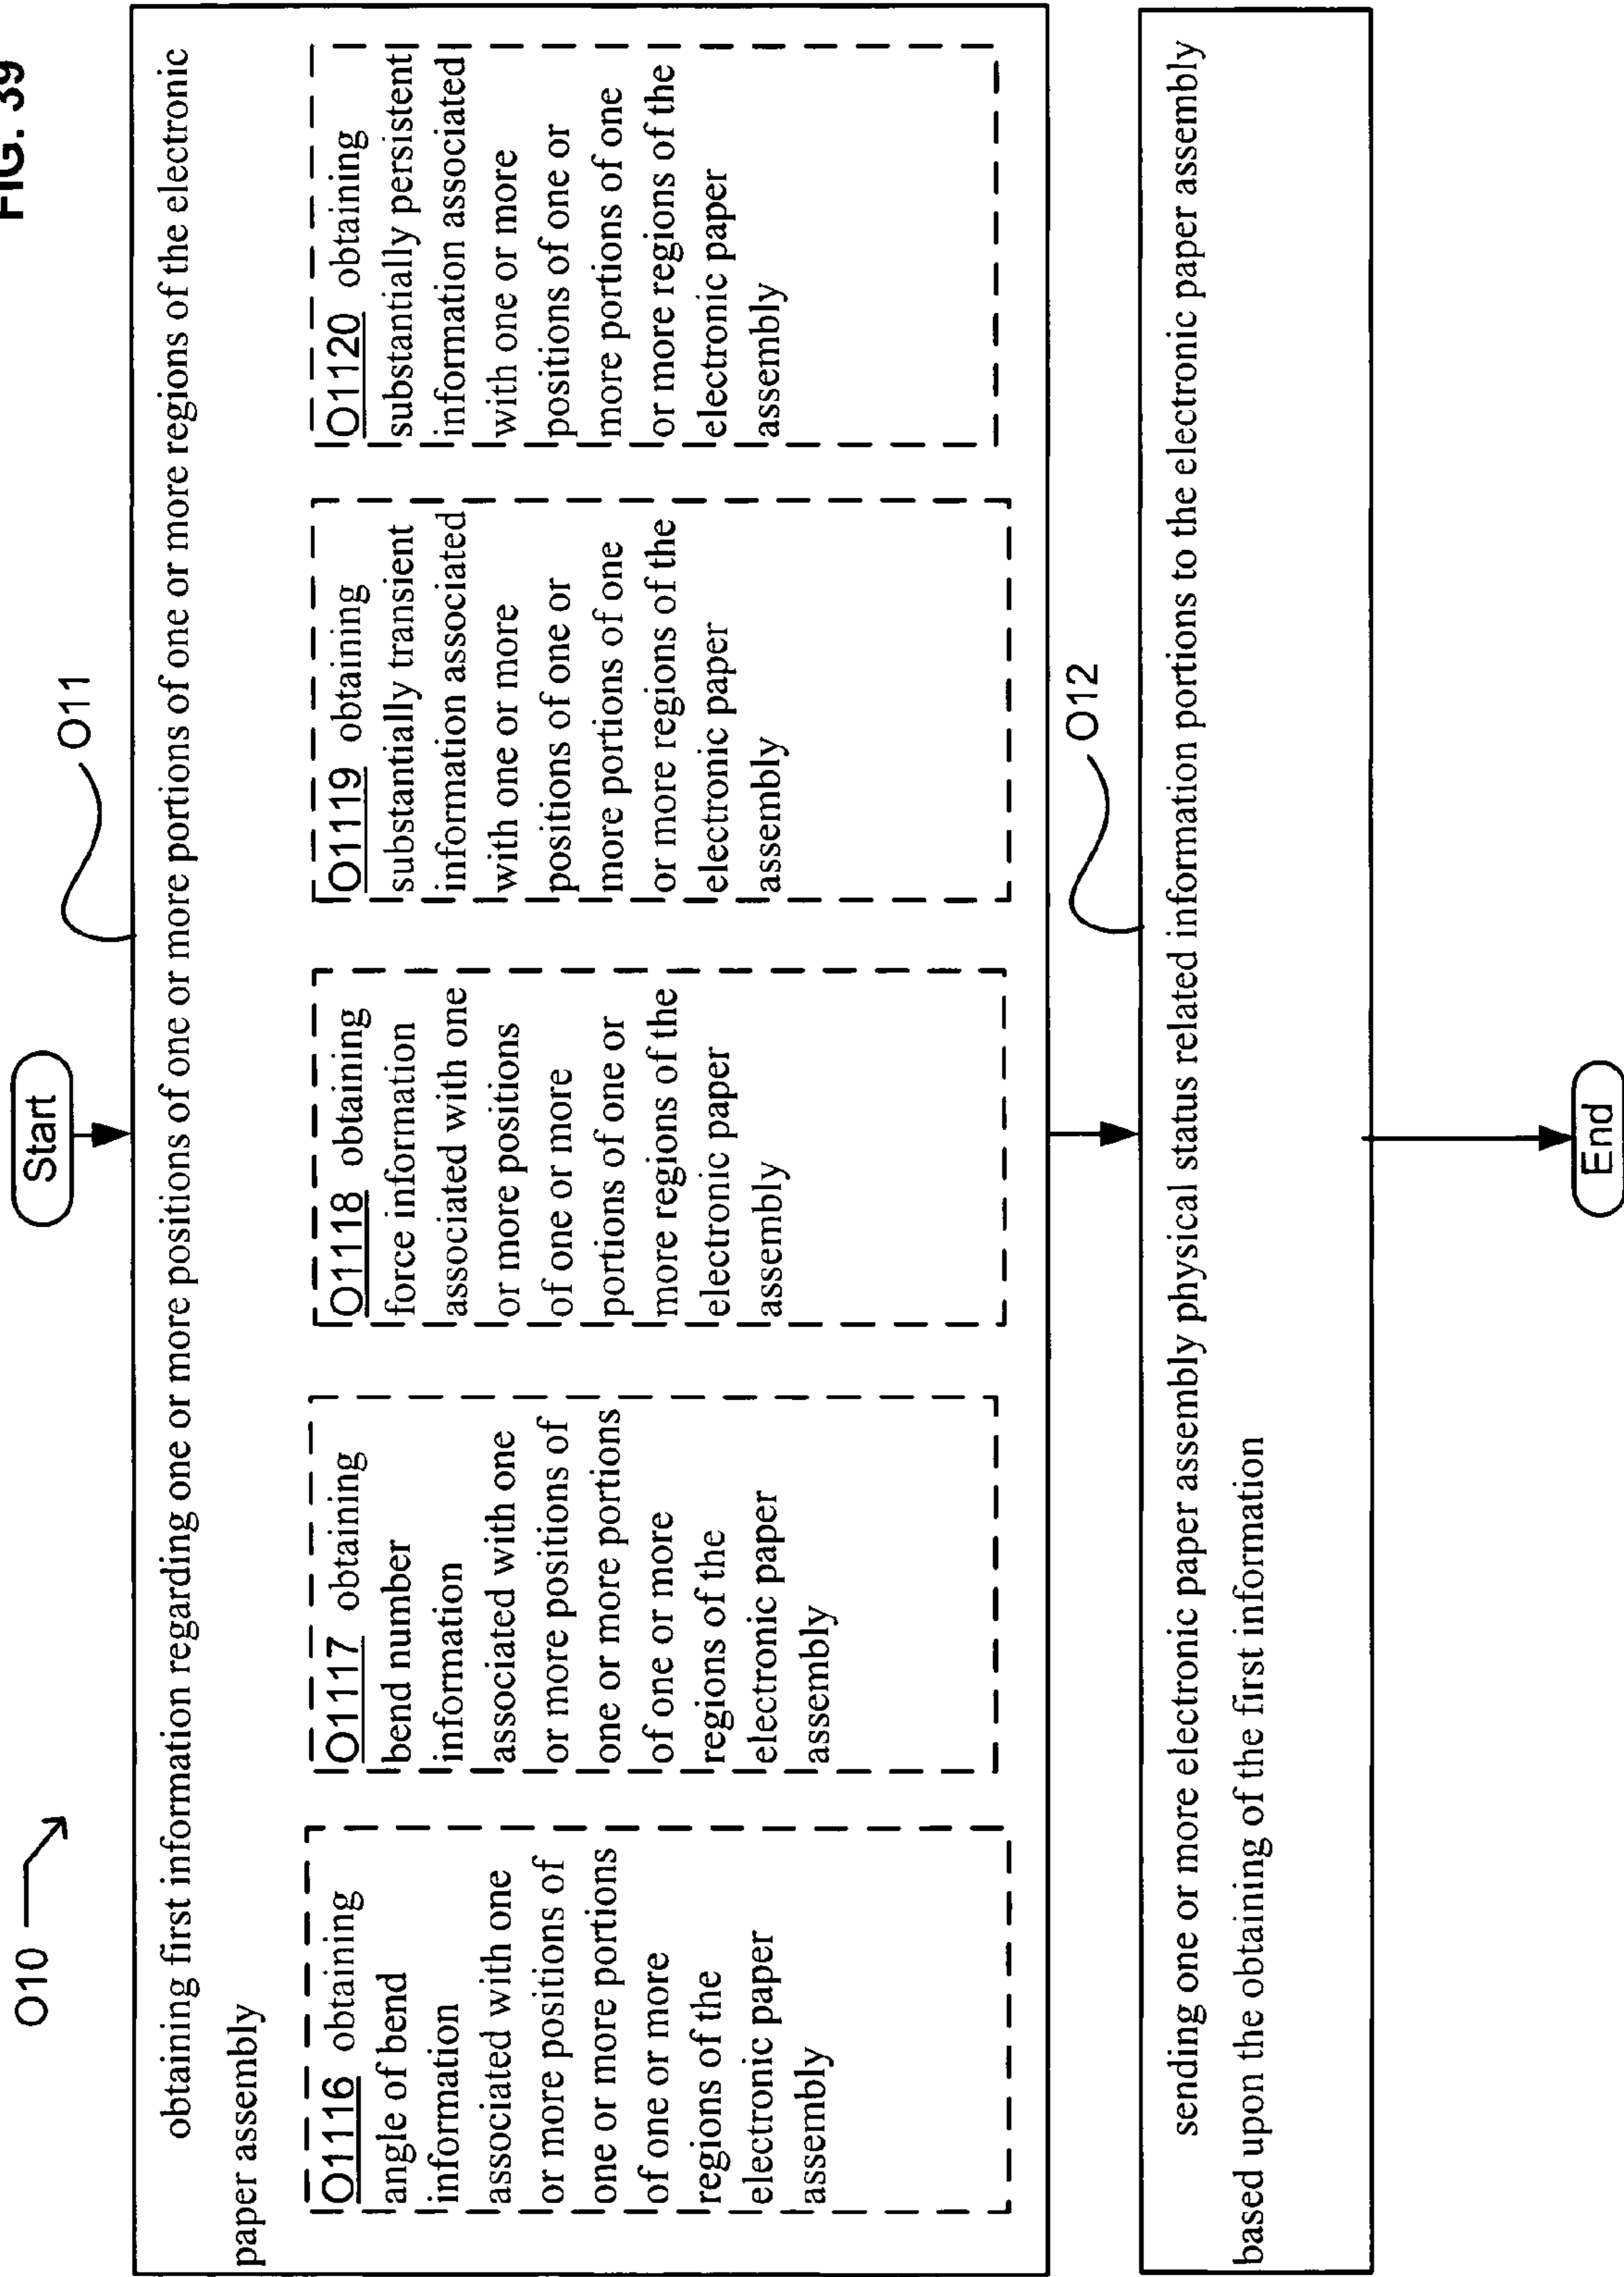 FIG. 39
O10
Start
O11
obtaining first information regarding one or more positions of one or more portions of one or more regions of the electronic
paper assembly
O1116 obtaining
angle of bend
information
associated with one
or more positions of
one or more portions
of one or more
regions of the
electronic paper
assembly
O1117 obtaining
bend number
information
associated with one
or more positions of
one or more portions
of one or more
regions of the
electronic paper
assembly
O1118 obtaining
force information
associated with one
or more positions
of one or more
portions of one or
more regions of the
electronic paper
assembly
O1119 obtaining
substantially transient
information associated
with one or more
positions of one or
more portions of one
or more regions of the
electronic paper
assembly
O1120 obtaining
substantially persistent
information associated
with one or more
positions of one or
more portions of one
or more regions of the
electronic paper
assembly
O12
sending one or more electronic paper assembly physical status related information portions to the electronic paper assembly
based upon the obtaining of the first information
End